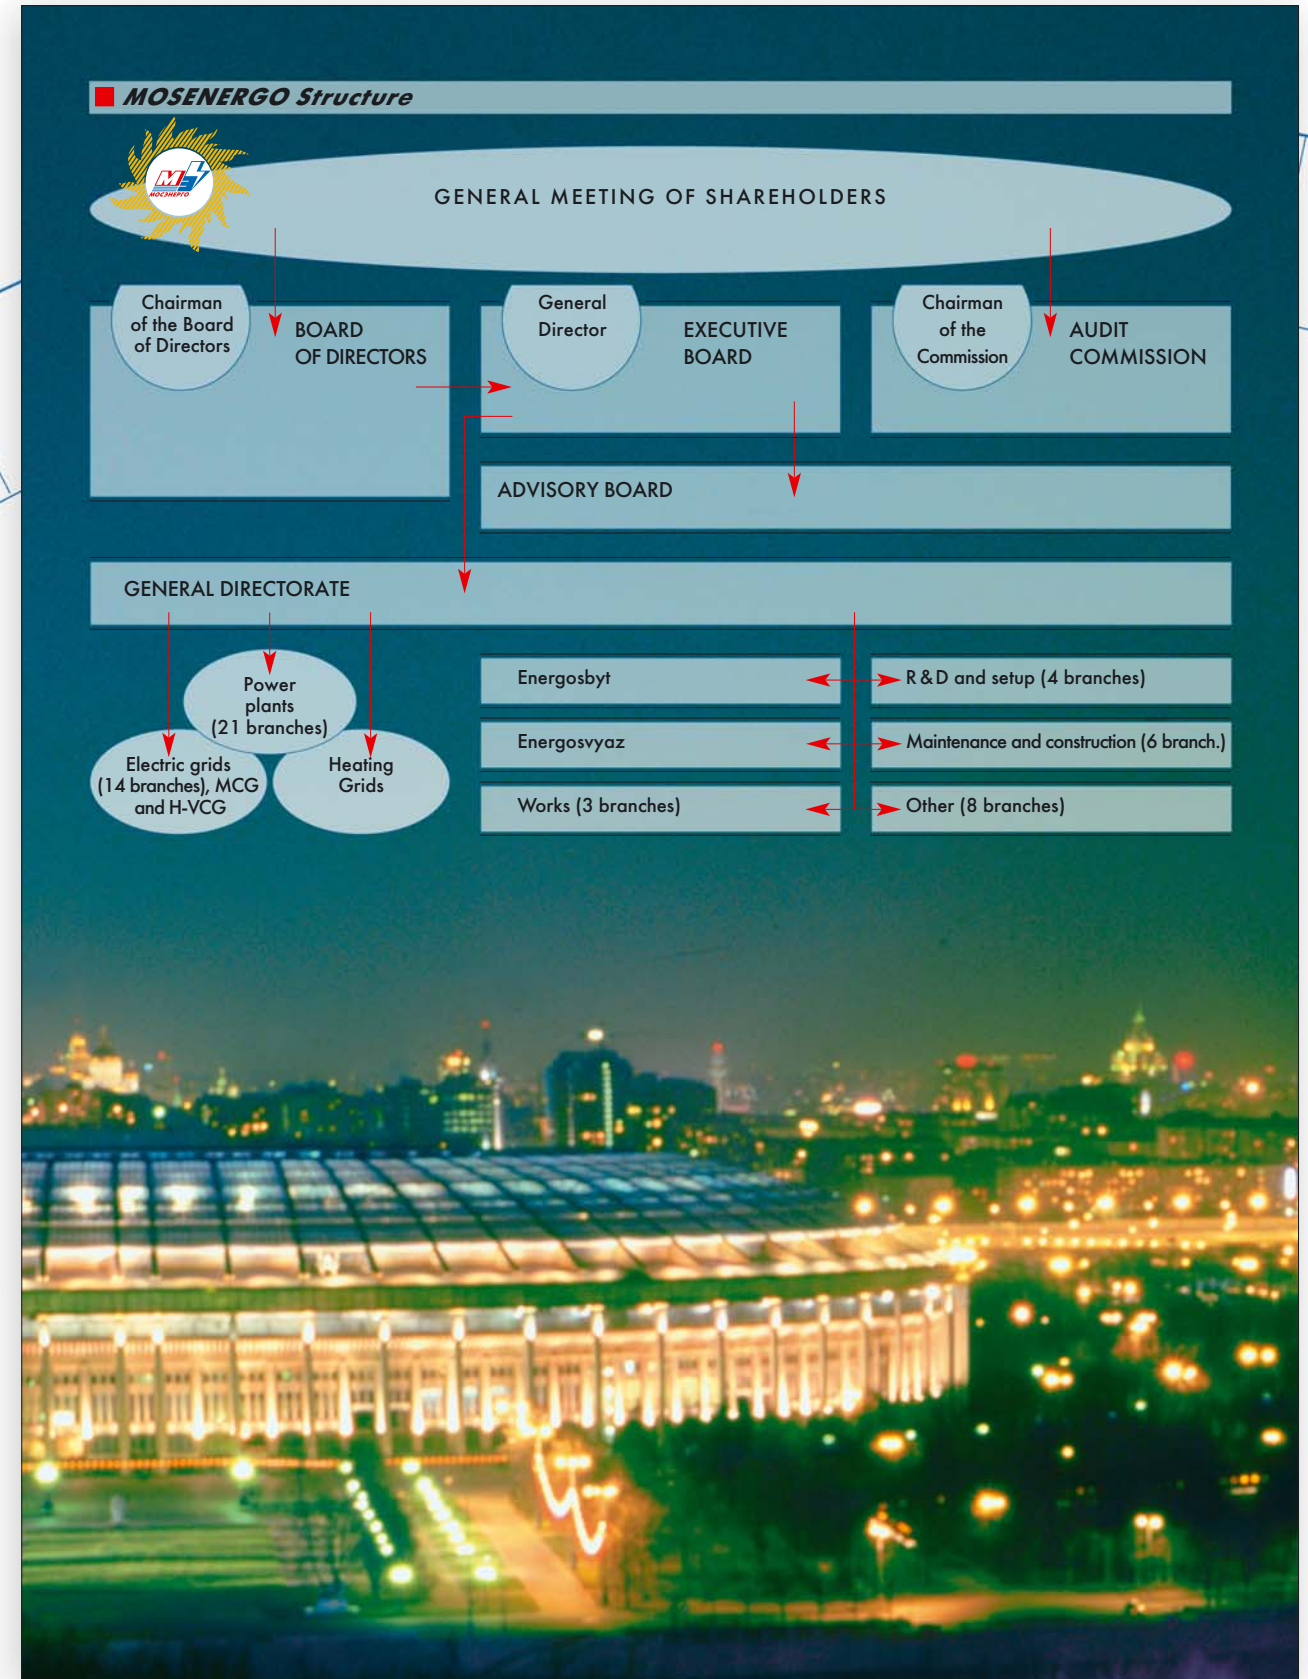 MOSENERGO Structure
МОСЭНЕРГО
GENERAL MEETING OF SHAREHOLDERS
Chairman
of the Board
of Directors
BOARD
OF DIRECTORS
General
Director
EXECUTIVE
BOARD
Chairman
of the
Commission
AUDIT
COMMISSION
ADVISORY BOARD
GENERAL DIRECTORATE
Power
plants
(21 branches)
Electric grids
(14 branches), MCG
and H-VCG
Heating
Grids
Energosbyt
R&D and setup (4 branches)
Energosvyaz
Maintenance and construction (6 branch.)
Works (3 branches)
Other (8 branches)